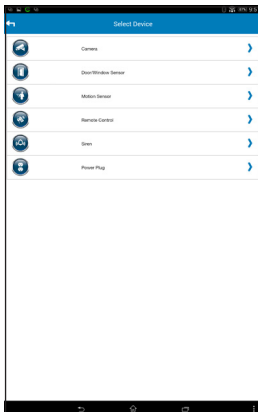 Select Device
Camera
Door/Window Sensor
Motion Sensor
Remote Control
Siren
Power Plug